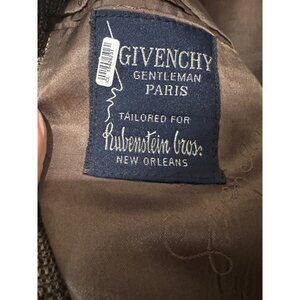 GIVENCHY
GENTLEMAN
PARIS
TAILORED FOR
Rubenstein Bros.
NEW ORLEANS